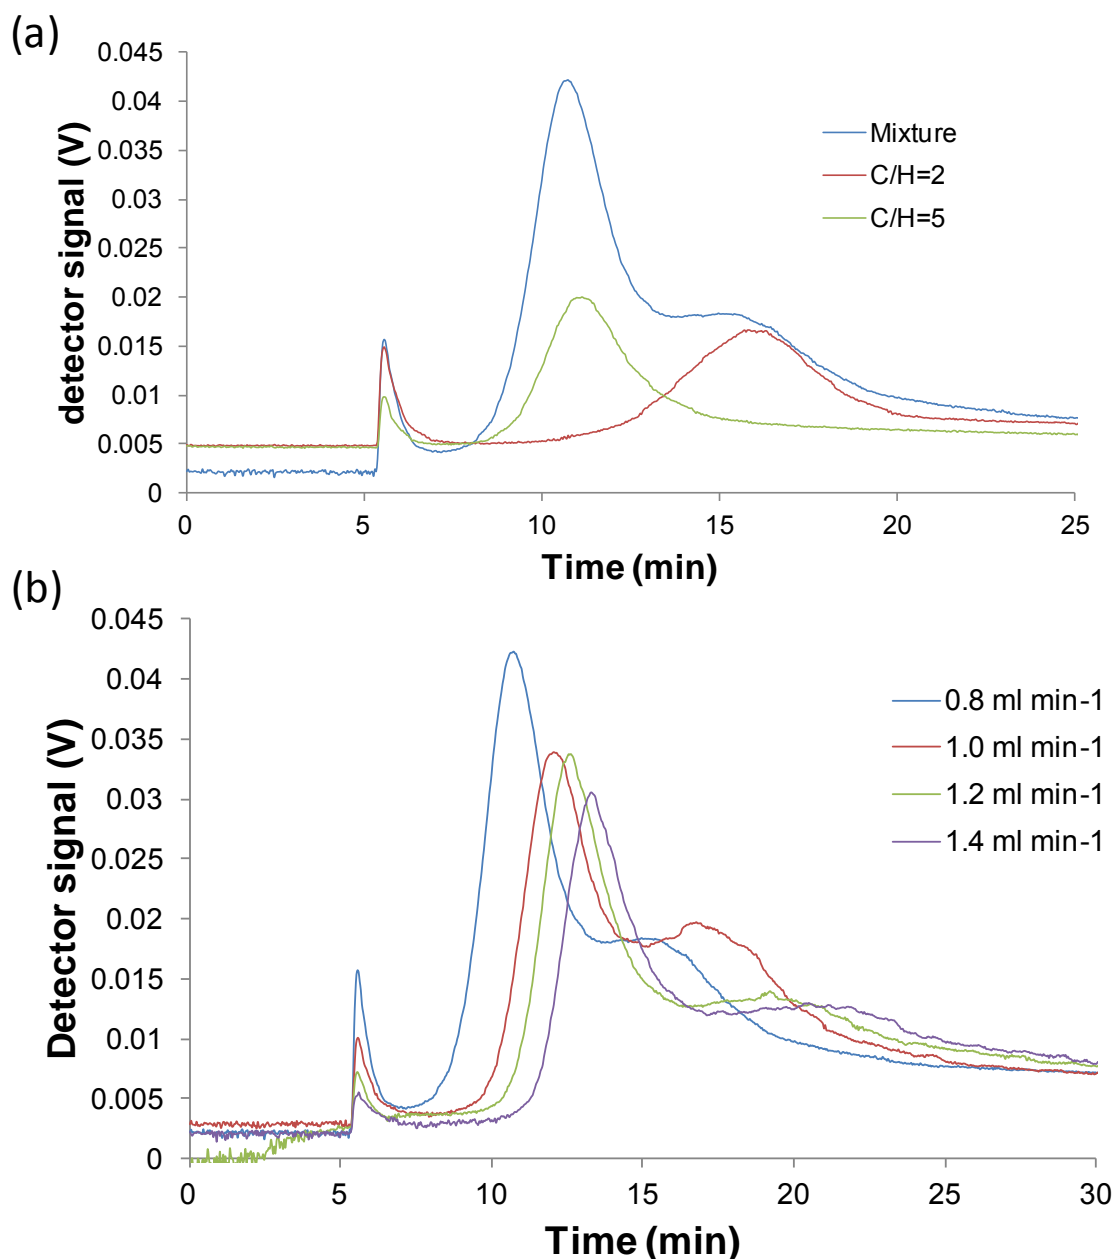 (a)
0.045
0.04
0.035
0.03
0.025
0.02
0.015
0.01
0.005
0
detector signal (V)
Mixture
C/H=2
C/H=5
0 5 10 15 20 25
Time (min)
(b)
0.045
0.04
0.035
0.03
0.025
0.02
0.015
0.01
0.005
0
Detector signal (V)
0.8 ml min-1
1.0 ml min-1
1.2 ml min-1
1.4 ml min-1
0 5 10 15 20 25 30
Time (min)